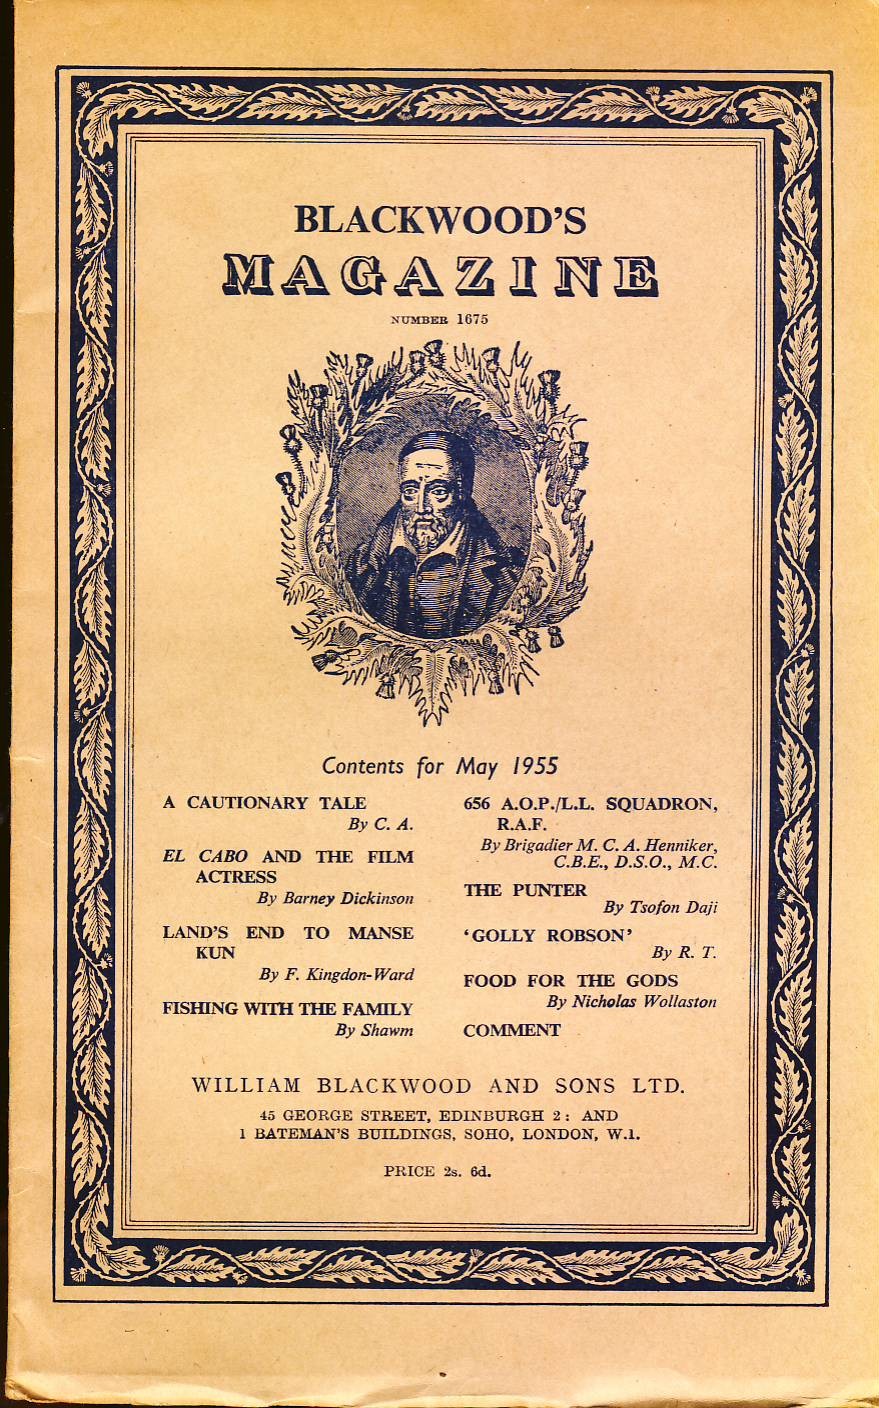 BLACKWOOD'S
MAGAZINE
NUMBER 1675
Contents for May 1955
A CAUTIONARY TALE
By C. A.
EL CABO AND THE FILM
ACTRESS
By Barney Dickinson
LAND'S END TO MANSE
KUN
By F. Kingdon-Ward
FISHING WITH THE FAMILY
By Shawm
656 A.O.P./L.L. SQUADRON,
R.A.F.
By Brigadier M. C. A. Henniker,
C.B.E., D.S.O., M.C.
THE PUNTER
By Tsofon Daji
'GOLLY ROBSON'
By R. T.
FOOD FOR THE GODS
By Nicholas Wollaston
COMMENT
WILLIAM BLACKWOOD AND SONS LTD.
45 GEORGE STREET, EDINBURGH 2: AND
1 BATEMAN'S BUILDINGS, SOHO, LONDON, W.1.
PRICE 2s. 6d.